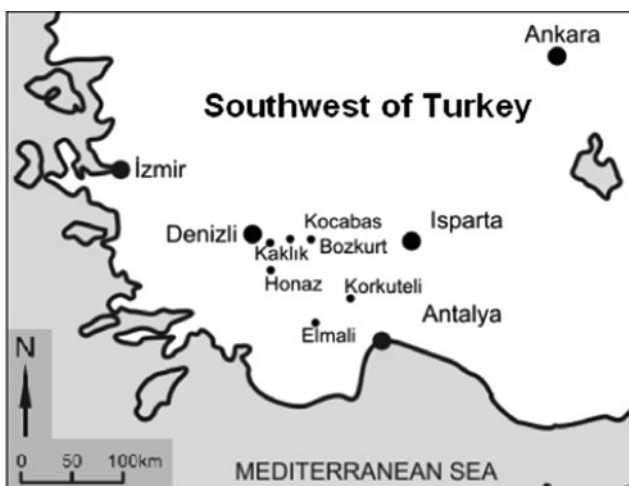 Ankara
Southwest of Turkey
İzmir
Kocabas
Denizli
Isparta
Kaklık
Bozkurt
Honaz
Korkuteli
Antalya
Elmali
N
0 50 100km
MEDITERRANEAN SEA